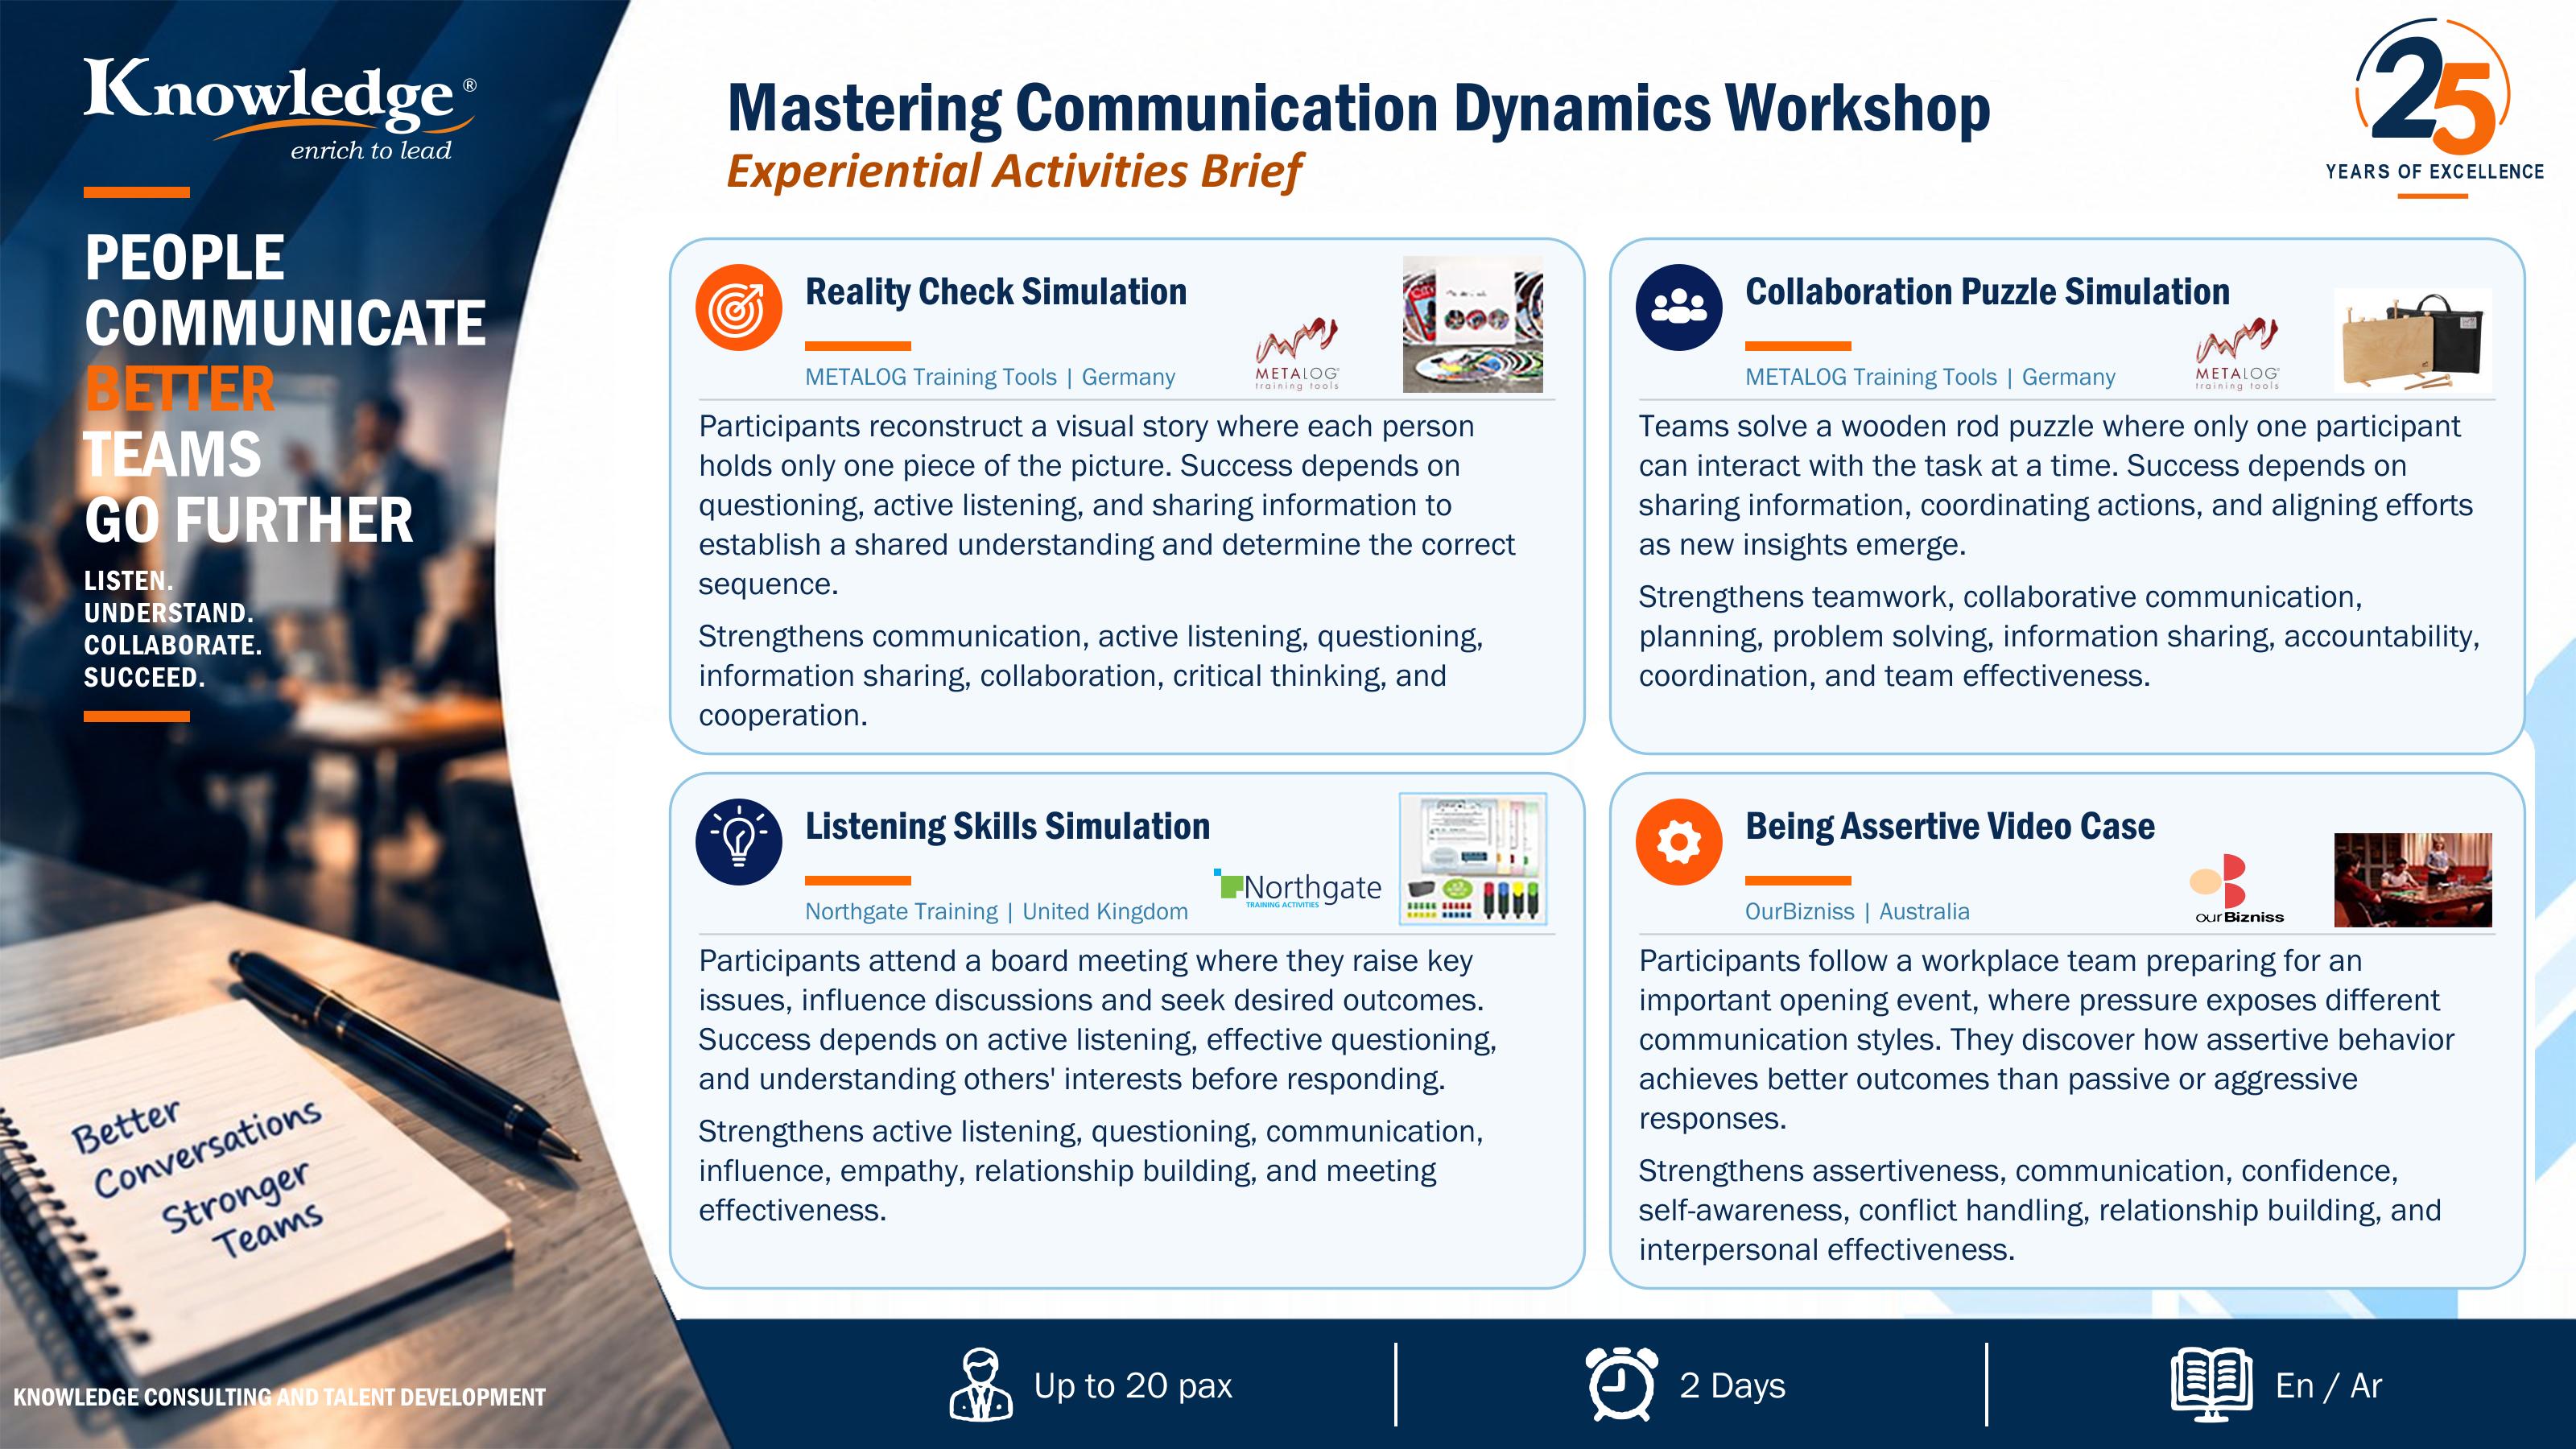 Knowledge®
enrich to lead
PEOPLE
COMMUNICATE
BETTER
TEAMS
GO FURTHER
LISTEN.
UNDERSTAND.
COLLABORATE.
SUCCEED.
Better
Conversations
Stronger
Teams
KNOWLEDGE CONSULTING AND TALENT DEVELOPMENT
Mastering Communication Dynamics Workshop
Experiential Activities Brief
25
YEARS OF EXCELLENCE
Reality Check Simulation
METALOG Training Tools | Germany
METALOG®
training tools
Participants reconstruct a visual story where each person
holds only one piece of the picture. Success depends on
questioning, active listening, and sharing information to
establish a shared understanding and determine the correct
sequence.
Strengthens communication, active listening, questioning,
information sharing, collaboration, critical thinking, and
cooperation.
Collaboration Puzzle Simulation
METALOG Training Tools | Germany
METALOG®
training tools
Teams solve a wooden rod puzzle where only one participant
can interact with the task at a time. Success depends on
sharing information, coordinating actions, and aligning efforts
as new insights emerge.
Strengthens teamwork, collaborative communication,
planning, problem solving, information sharing, accountability,
coordination, and team effectiveness.
Listening Skills Simulation
Northgate Training | United Kingdom
Northgate
TRAINING ACTIVITIES
Participants attend a board meeting where they raise key
issues, influence discussions and seek desired outcomes.
Success depends on active listening, effective questioning,
and understanding others' interests before responding.
Strengthens active listening, questioning, communication,
influence, empathy, relationship building, and meeting
effectiveness.
Being Assertive Video Case
OurBizniss | Australia
ourBizniss
Participants follow a workplace team preparing for an
important opening event, where pressure exposes different
communication styles. They discover how assertive behavior
achieves better outcomes than passive or aggressive
responses.
Strengthens assertiveness, communication, confidence,
self-awareness, conflict handling, relationship building, and
interpersonal effectiveness.
Up to 20 pax
2 Days
En / Ar